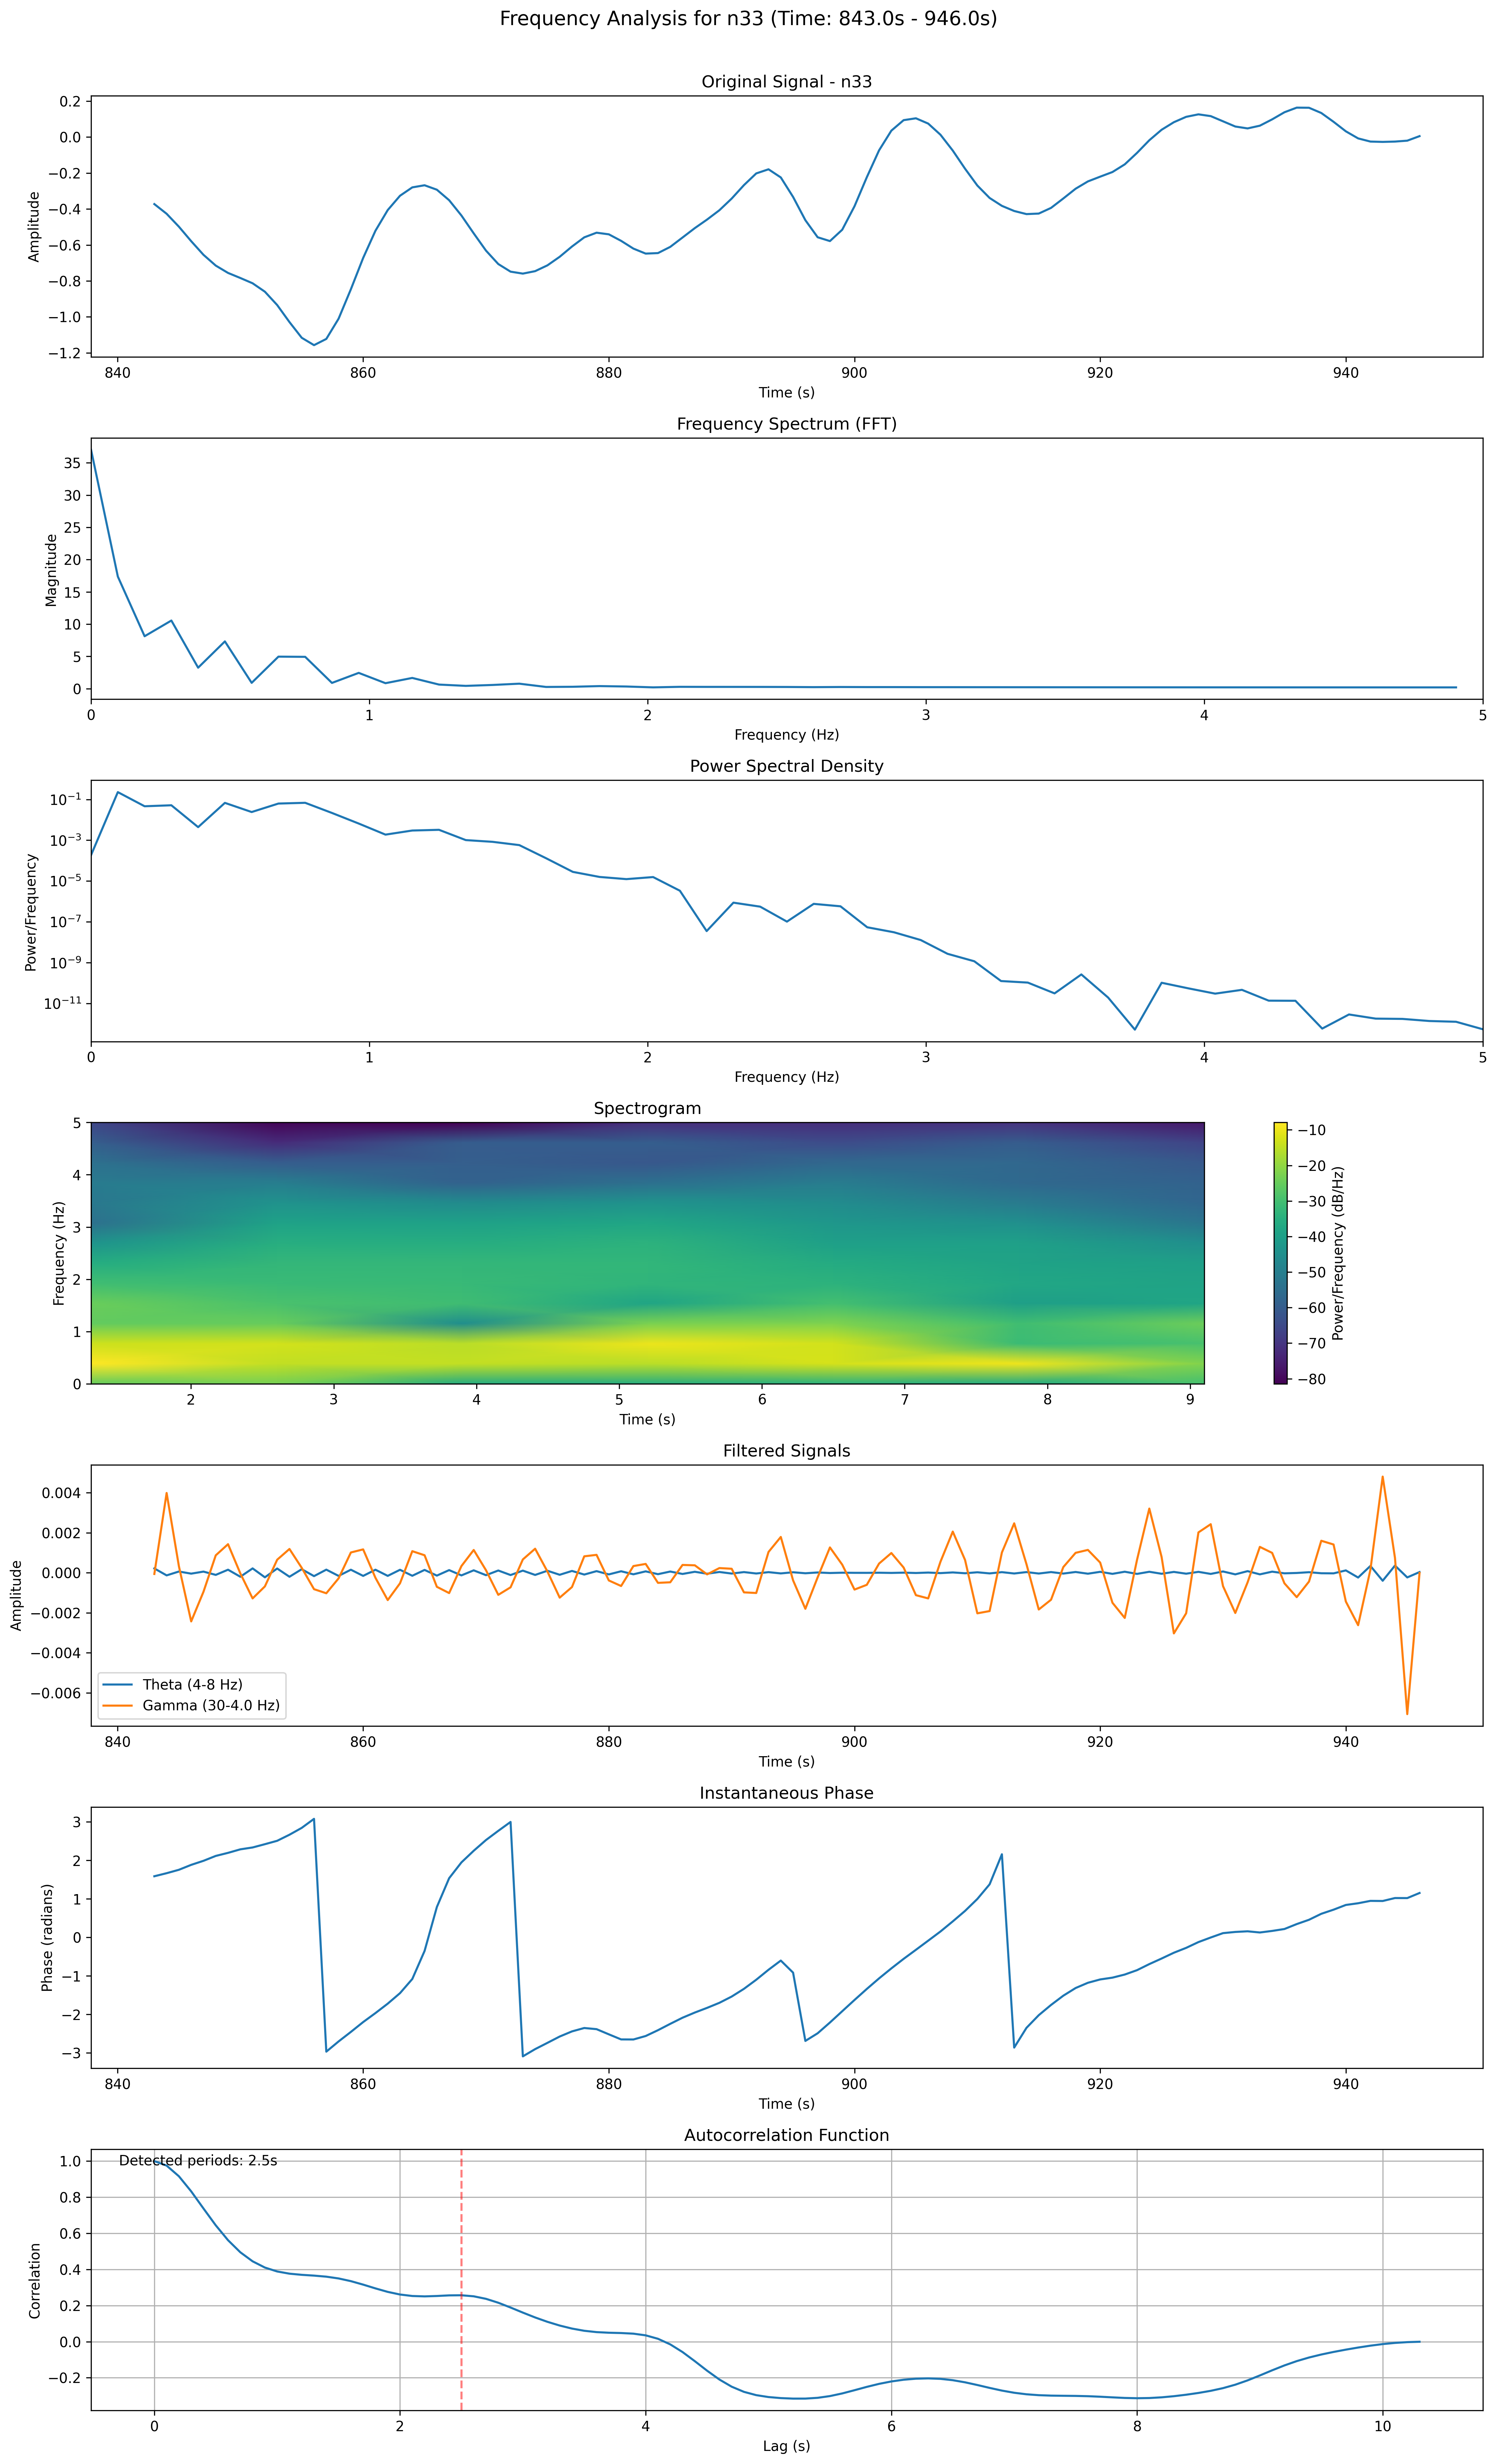 Frequency Analysis for n33 (Time: 843.0s - 946.0s)
Original Signal - n33
Amplitude
0.2
0.0
−0.2
−0.4
−0.6
−0.8
−1.0
−1.2
840 860 880 900 920 940
Time (s)
Frequency Spectrum (FFT)
Magnitude
35
30
25
20
15
10
5
0
0 1 2 3 4 5
Frequency (Hz)
Power Spectral Density
Power/Frequency
10−1
10−3
10−5
10−7
10−9
10−11
0 1 2 3 4 5
Frequency (Hz)
Spectrogram
Frequency (Hz)
5
4
3
2
1
0
2 3 4 5 6 7 8 9
Time (s)
−10
−20
−30
−40
−50
−60
−70
−80
Power/Frequency (dB/Hz)
Filtered Signals
Amplitude
0.004
0.002
0.000
−0.002
−0.004
−0.006
Theta (4-8 Hz)
Gamma (30-4.0 Hz)
840 860 880 900 920 940
Time (s)
Instantaneous Phase
Phase (radians)
3
2
1
0
−1
−2
−3
840 860 880 900 920 940
Time (s)
Autocorrelation Function
Detected periods: 2.5s
Correlation
1.0
0.8
0.6
0.4
0.2
0.0
−0.2
0 2 4 6 8 10
Lag (s)